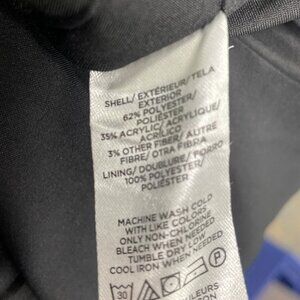 SHELL/ EXTÉRIEUR/ TELA
EXTERIOR
62% POLYESTER/
POLIÉSTER
35% ACRYLIC/ ACRYLIQUE/
ACRÍLICO
3% OTHER FIBER/ AUTRE
FIBRE/ OTRA FIBRA
LINING/ DOUBLURE/ FORRO
100% POLYESTER/
POLIÉSTER
MACHINE WASH COLD
WITH LIKE COLORS
ONLY NON-CHLORINE
BLEACH WHEN NEEDED
TUMBLE DRY LOW
COOL IRON WHEN NEEDED
30 P